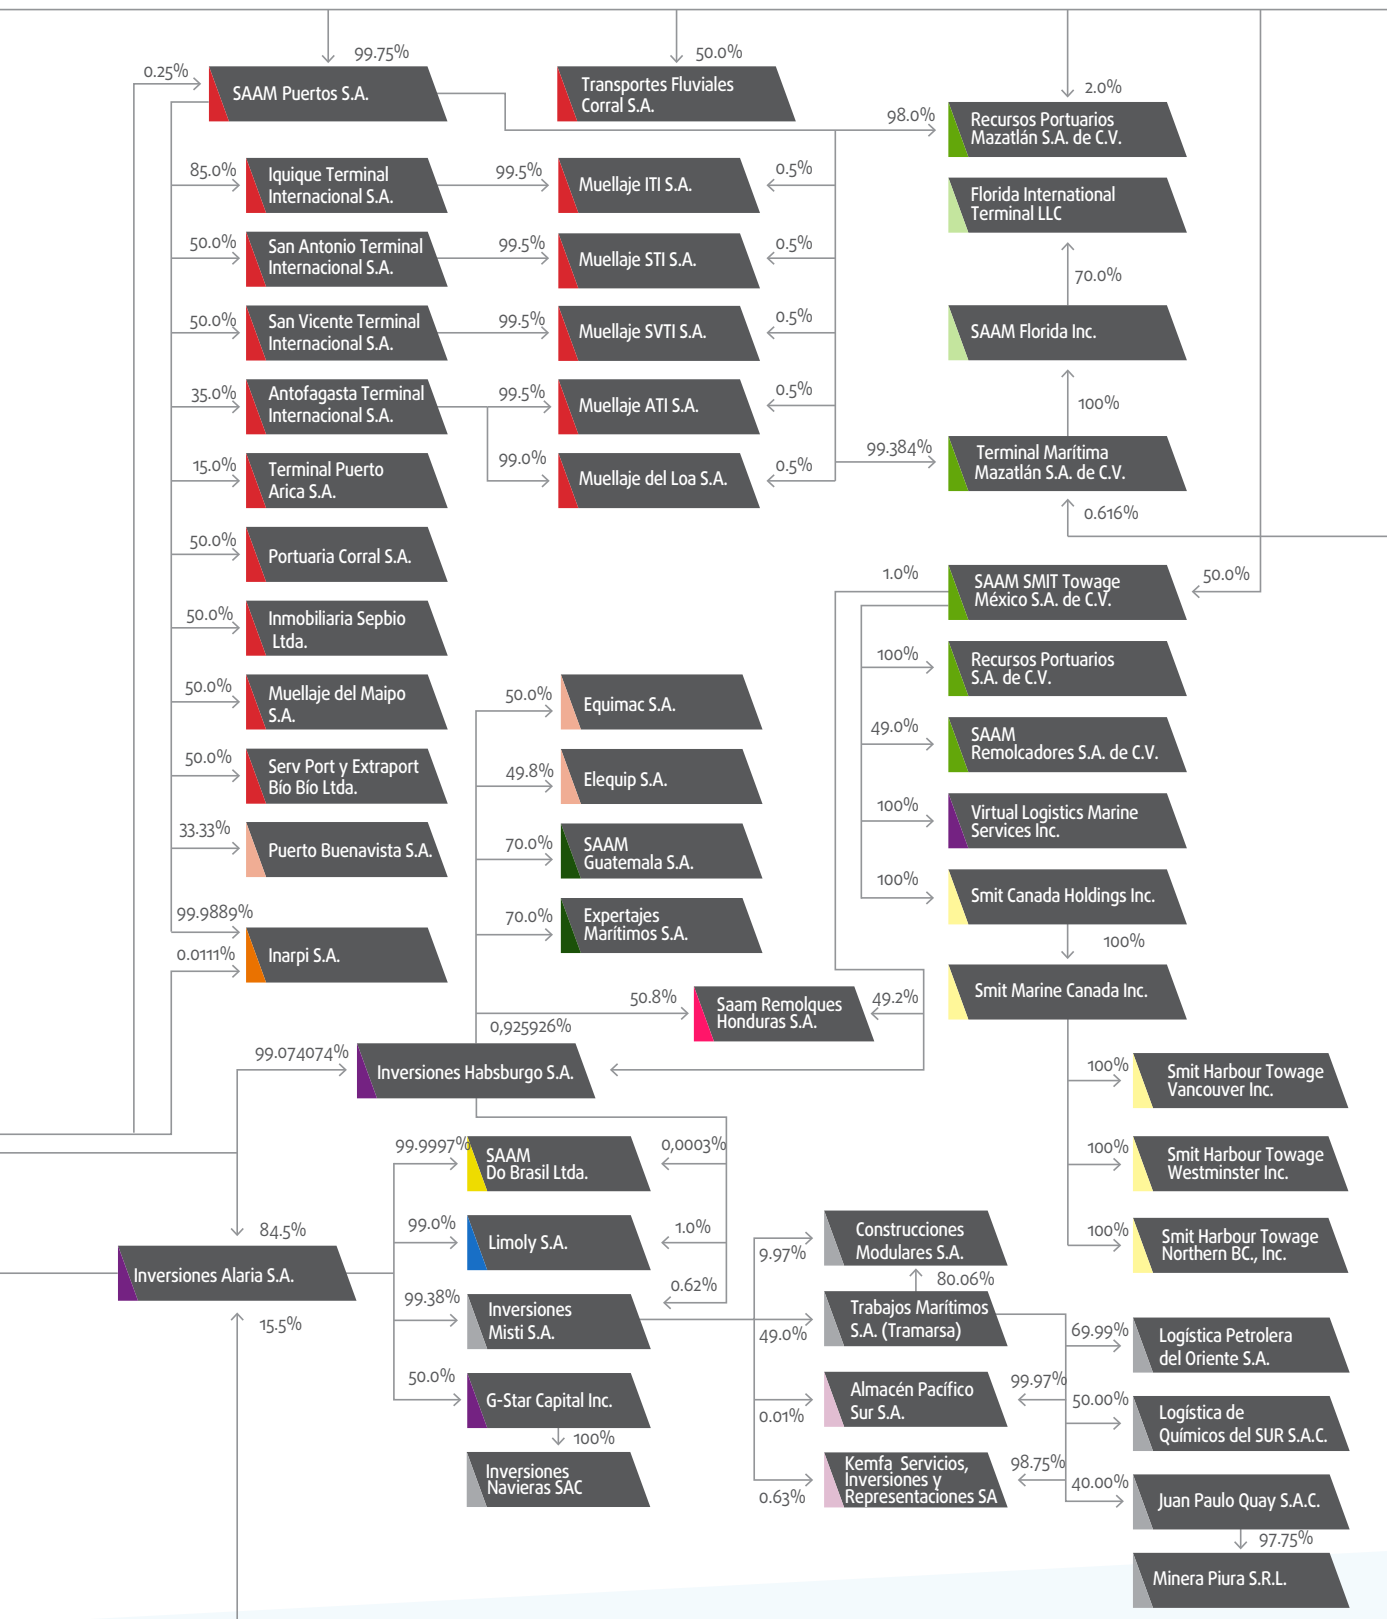 99.75%
0.25%
SAAM Puertos S.A.
50.0%
Transportes Fluviales
Corral S.A.
2.0%
98.0%
Recursos Portuarios
Mazatlán S.A. de C.V.
85.0%
Iquique Terminal
Internacional S.A.
99.5%
Muellaje ITI S.A.
0.5%
Florida International
Terminal LLC
50.0%
San Antonio Terminal
Internacional S.A.
99.5%
Muellaje STI S.A.
0.5%
70.0%
50.0%
San Vicente Terminal
Internacional S.A.
99.5%
Muellaje SVTI S.A.
0.5%
SAAM Florida Inc.
35.0%
Antofagasta Terminal
Internacional S.A.
99.5%
Muellaje ATI S.A.
0.5%
100%
15.0%
Terminal Puerto
Arica S.A.
99.0%
Muellaje del Loa S.A.
0.5%
99.384%
Terminal Marítima
Mazatlán S.A. de C.V.
0.616%
50.0%
Portuaria Corral S.A.
1.0%
SAAM SMIT Towage
México S.A. de C.V.
50.0%
50.0%
Inmobiliaria Sepbio
Ltda.
100%
Recursos Portuarios
S.A. de C.V.
50.0%
Muellaje del Maipo
S.A.
50.0%
Equimac S.A.
49.0%
SAAM
Remolcadores S.A. de C.V.
50.0%
Serv Port y Extraport
Bío Bío Ltda.
49.8%
Elequip S.A.
100%
Virtual Logistics Marine
Services Inc.
33.33%
Puerto Buenavista S.A.
70.0%
SAAM
Guatemala S.A.
100%
Smit Canada Holdings Inc.
99.9889%
0.0111%
Inarpi S.A.
70.0%
Expertajes
Marítimos S.A.
100%
Smit Marine Canada Inc.
50.8%
Saam Remolques
Honduras S.A.
49.2%
0,925926%
99.074074%
Inversiones Habsburgo S.A.
100%
Smit Harbour Towage
Vancouver Inc.
99.9997%
SAAM
Do Brasil Ltda.
0,0003%
100%
Smit Harbour Towage
Westminster Inc.
84.5%
99.0%
Limoly S.A.
1.0%
9.97%
Construcciones
Modulares S.A.
100%
Smit Harbour Towage
Northern BC., Inc.
Inversiones Alaria S.A.
80.06%
15.5%
99.38%
Inversiones
Misti S.A.
0.62%
49.0%
Trabajos Marítimos
S.A. (Tramarsa)
69.99%
Logística Petrolera
del Oriente S.A.
50.0%
G-Star Capital Inc.
0.01%
Almacén Pacífico
Sur S.A.
99.97%
50.00%
Logística de
Químicos del SUR S.A.C.
100%
Inversiones
Navieras SAC
0.63%
Kemfa Servicios,
Inversiones y
Representaciones SA
98.75%
40.00%
Juan Paulo Quay S.A.C.
97.75%
Minera Piura S.R.L.